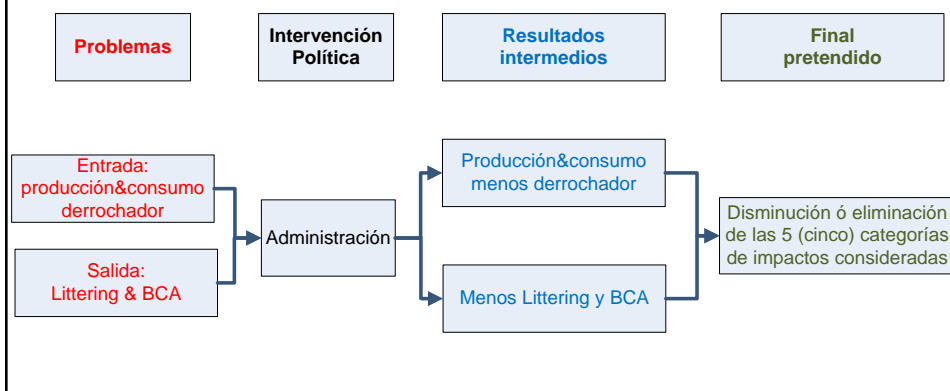 Problemas
Intervención
Política
Resultados
intermedios
Final
pretendido
Entrada:
producción&consumo
derrochador
Salida:
Littering & BCA
Administración
Producción&consumo
menos derrochador
Menos Littering y BCA
Disminución ó eliminación
de las 5 (cinco) categorías
de impactos consideradas